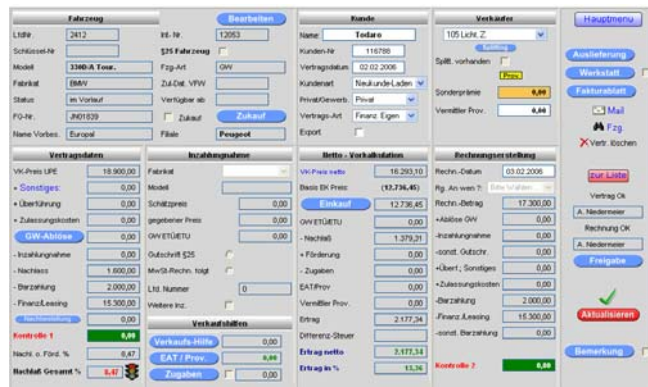 Fahrzeug Bearbeiten
LfdNr. 2412 Int- Nr. 12053
Schlüssel-Nr §25 Fahrzeug
Modell 330D/A Tour. Fzg-Art GW
Fabrikat BMW Zul-Dat. VFW
Status im Vorlauf Verfügbar ab
FG-Nr. JN01839 Zukauf Zukauf
Name Vorbes. Europal Filiale Peugeot
Kunde
Name: Todaro
Kunden-Nr 116788
Vertragsdatum 02.02.2006
Kundenart Neukunde-Laden
Privat/Gewerb. Privat
Vertrags-Art Finanz. Eigen
Export
Verkäufer
105 Licht, Z.
Splitting
Splitt. vorhanden
Prov.
Sonderprämie 0,00
Vermittler Prov. 0,00
Hauptmenu
Auslieferung
Werkstatt
Fakturablatt
Mail
Fzg.
Vertr. löschen
Vertragsdaten
VK-Preis UPE 18.900,00
+ Sonstiges: 0,00
+ Überführung 0,00
+ Zulassungskosten 0,00
GW-Ablöse 0,00
- Inzahlungnahme 0,00
- Nachlass 1.600,00
- Barzahlung 2.000,00
- Finanz/Leasing 15.300,00
0,00
Kontrolle 1 0,00
Nachl. o. Förd. % 8,47
Nachlaß Gesamt % 8,47
Inzahlungnahme
Fabrikat
Modell
Schätzpreis 0,00
gegebener Preis 0,00
GW ETÜ/ETU 0,00
Gutschrift §25
MwSt-Rechn. folgt
Lfd. Nummer 0
Weitere Inz.
Verkaufshilfen
Verkaufs-Hilfe 0,00
EAT / Prov. 0,00
Zugaben 0,00
Netto - Vorkalkulation
VK-Preis netto 16.293,10
Basis EK Preis (12.736,45)
Einkauf 12.736,45
GW ETÜ/ETU 0,00
- Nachlaß 1.379,31
+ Förderung 0,00
- Zugaben 0,00
EAT/Prov 0,00
Vermittler Prov. 0,00
Ertrag 2.177,34
Differenz-Steuer
Ertrag netto 2.177,34
Ertrag in % 13,36
Rechnungserstellung
Rechn.-Datum 03.02.2006
Rg. An wen ?: Bitte Wählen ...
Rechn.-Betrag 17.300,00
+Ablöse GW 0,00
-Inzahlungnahme 0,00
-sonst. Gutschr. 0,00
+Übert.; Sonstiges 0,00
+Zulassungskosten 0,00
-Barzahlung 2.000,00
-Finanz./Leasing 15.300,00
-sonst. Barzahlung 0,00
Kontrolle 2 0,00
zur Liste
Vertrag Ok
A. Niedermeier
Rechnung OK
A. Niedermeier
Freigabe
Aktualisieren
Bemerkung